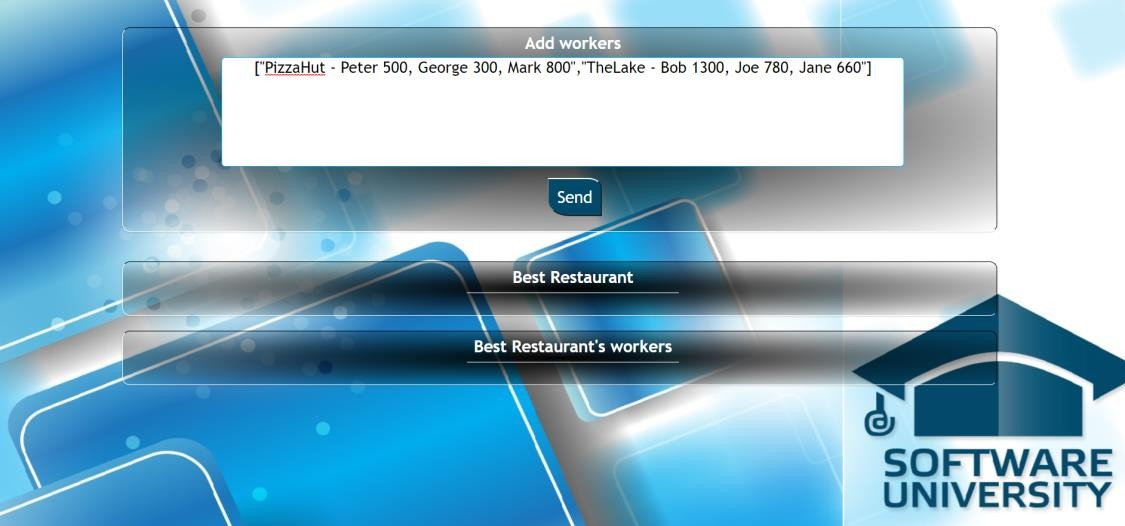 Add workers
["PizzaHut - Peter 500, George 300, Mark 800","TheLake - Bob 1300, Joe 780, Jane 660"]
Send
Best Restaurant
Best Restaurant's workers
SOFTWARE
UNIVERSITY